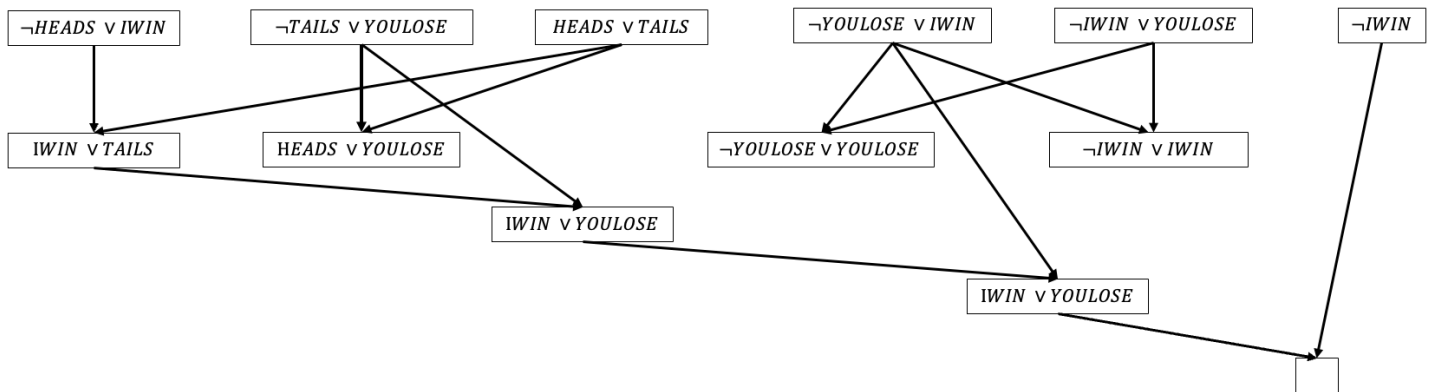 ¬HEADS ∨ IWIN
¬TAILS ∨ YOULOSE
HEADS ∨ TAILS
¬YOULOSE ∨ IWIN
¬IWIN ∨ YOULOSE
¬IWIN
IWIN ∨ TAILS
HEADS ∨ YOULOSE
¬YOULOSE ∨ YOULOSE
¬IWIN ∨ IWIN
IWIN ∨ YOULOSE
IWIN ∨ YOULOSE